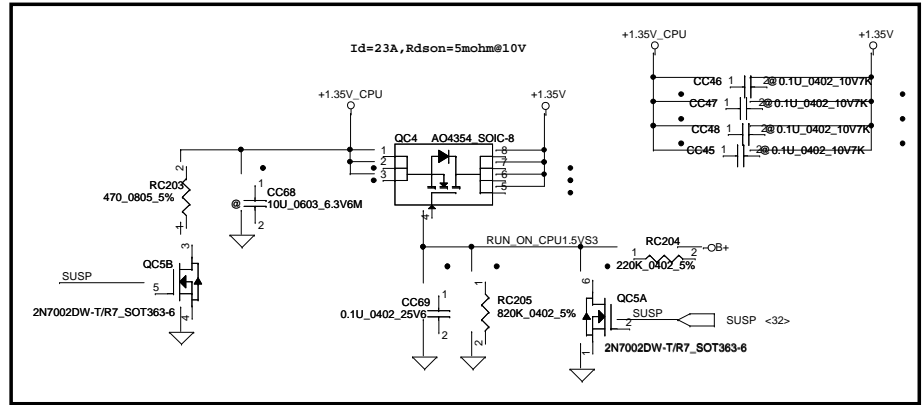 Id=23A,Rdson=5mohm@10V
+1.35V_CPU
+1.35V
CC46 1 2 @ 0.1U_0402_10V7K
CC47 1 2 @ 0.1U_0402_10V7K
CC48 1 2 @ 0.1U_0402_10V7K
CC45 1 2 @ 0.1U_0402_10V7K
+1.35V_CPU
+1.35V
QC4 AO4354_SOIC-8
1
2
3
8
7
6
5
4
2
RC203
470_0805_5%
1
1
CC68
@ 10U_0603_6.3V6M
2
RUN_ON_CPU1.5VS3
RC204
1 2
220K_0402_5%
B+
SUSP
QC5B
3
5
4
2N7002DW-T/R7_SOT363-6
1
CC69
0.1U_0402_25V6
2
1
RC205
820K_0402_5%
2
6
QC5A
SUSP
2
1
SUSP <32>
2N7002DW-T/R7_SOT363-6